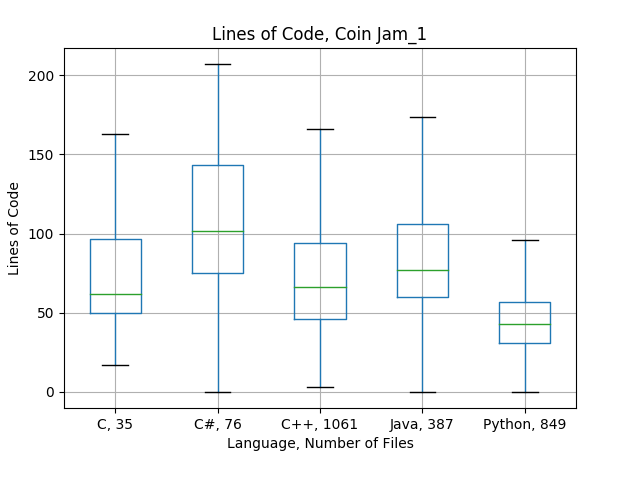 Lines of Code, Coin Jam_1
Lines of Code
200
150
100
50
0
C, 35
C#, 76
C++, 1061
Java, 387
Python, 849
Language, Number of Files